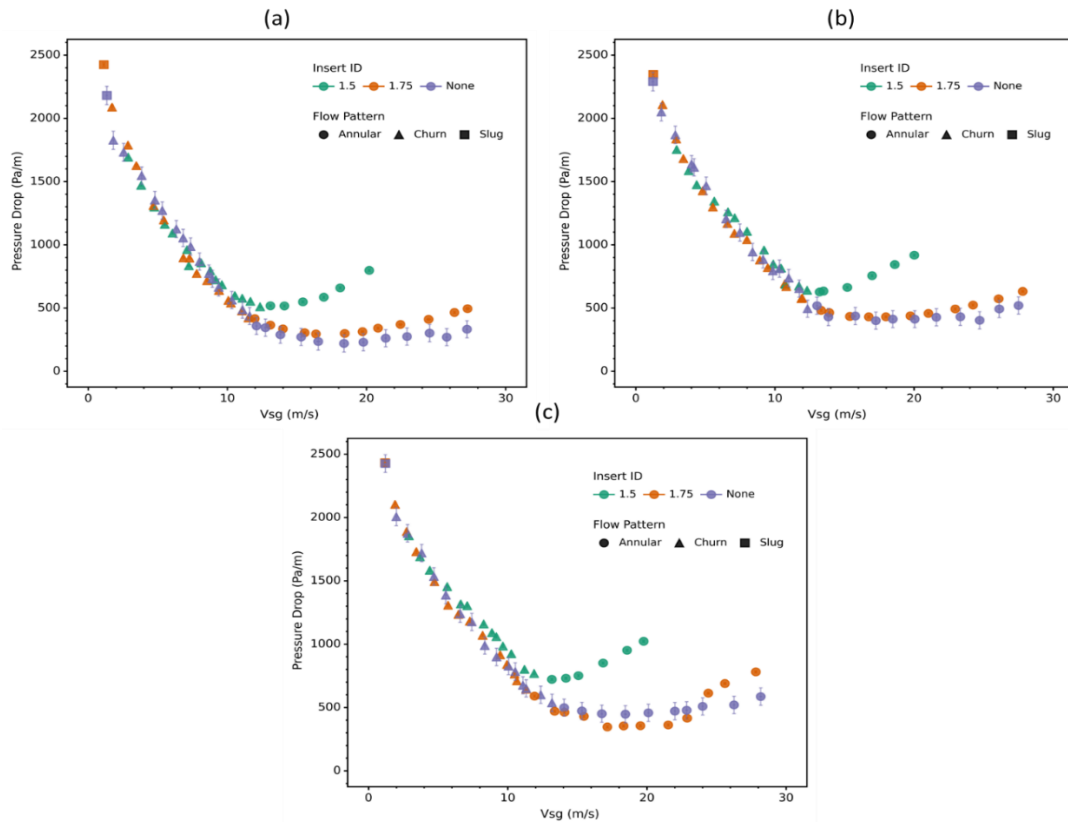 (a)
2500
2000
1500
1000
500
0
Pressure Drop (Pa/m)
Insert ID
1.5 1.75 None
Flow Pattern
Annular Churn Slug
0 10 20 30
Vsg (m/s)
(b)
2500
2000
1500
1000
500
0
Pressure Drop (Pa/m)
Insert ID
1.5 1.75 None
Flow Pattern
Annular Churn Slug
0 10 20 30
Vsg (m/s)
(c)
2500
2000
1500
1000
500
0
Pressure Drop (Pa/m)
Insert ID
1.5 1.75 None
Flow Pattern
Annular Churn Slug
0 10 20 30
Vsg (m/s)